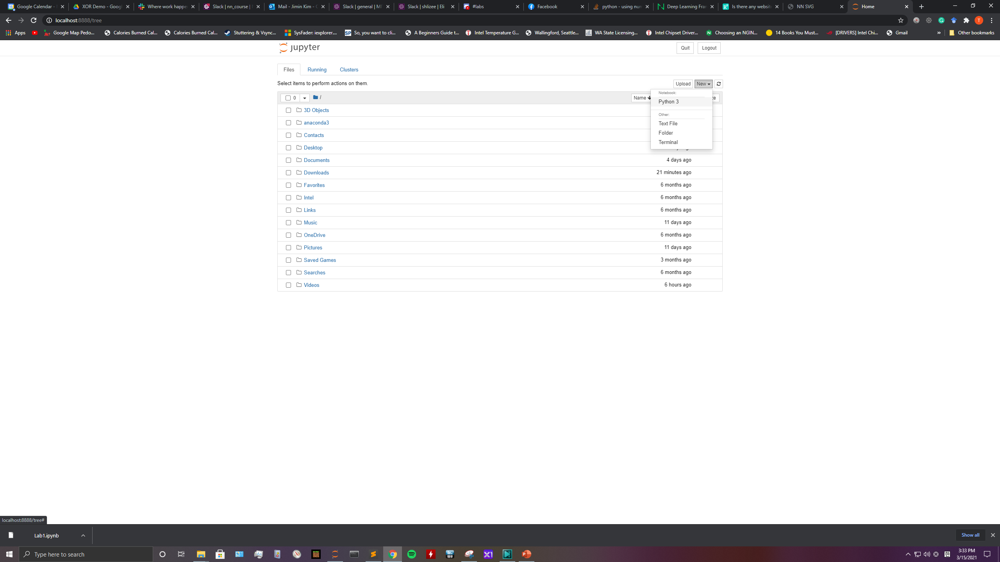 Google Calendar -
XOR Demo - Goog
Where work happe
Slack | nn_course |
Mail - Jimin Kim -
Slack | general |
Slack | shlizee | Eli
#labs
Facebook
python - using nu
Deep Learning Fra
Is there any websit
NN SVG
Home
localhost:8888/tree
Apps
Google Map Pedo...
Calories Burned Cal...
Calories Burned Cal...
Stuttering & Vsync...
SysFader: iexplorer....
So, you want to cli...
A Beginners Guide t...
Intel Temperature G...
Wallingford, Seattle...
WA State Licensing...
Intel Chipset Driver...
Choosing an NGIN...
14 Books You Must...
[DRIVERS] Intel Chi...
Gmail
»
Other bookmarks
jupyter
Quit
Logout
Files
Running
Clusters
Select items to perform actions on them.
Upload
New
0
/
Name
Notebook:
Python 3
Other:
Text File
Folder
Terminal
3D Objects
anaconda3
Contacts
Desktop
Documents
4 days ago
Downloads
21 minutes ago
Favorites
6 months ago
Intel
6 months ago
Links
6 months ago
Music
11 days ago
OneDrive
6 months ago
Pictures
11 days ago
Saved Games
3 months ago
Searches
6 months ago
Videos
6 hours ago
localhost:8888/tree#
Lab1.ipynb
Show all
Type here to search
3:33 PM
3/15/2021